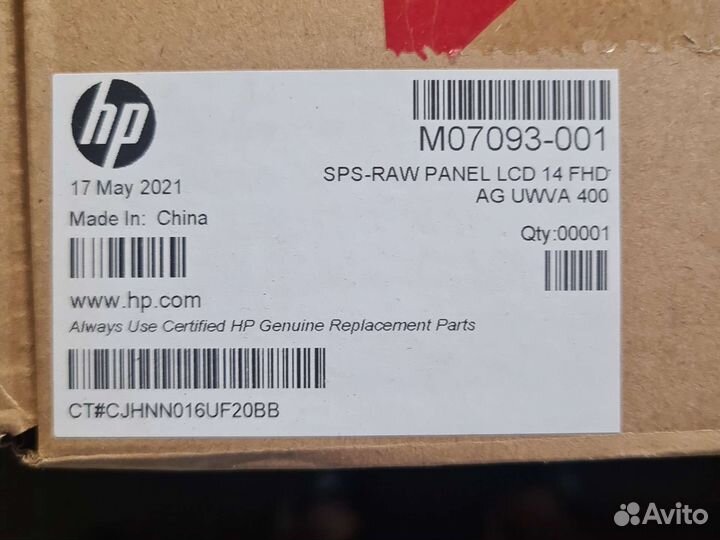 hp
M07093-001
SPS-RAW PANEL LCD 14 FHD
AG UWVA 400
17 May 2021
Made In: China
Qty:00001
www.hp.com
Always Use Certified HP Genuine Replacement Parts
CT#CJHNN016UF20BB
Avito